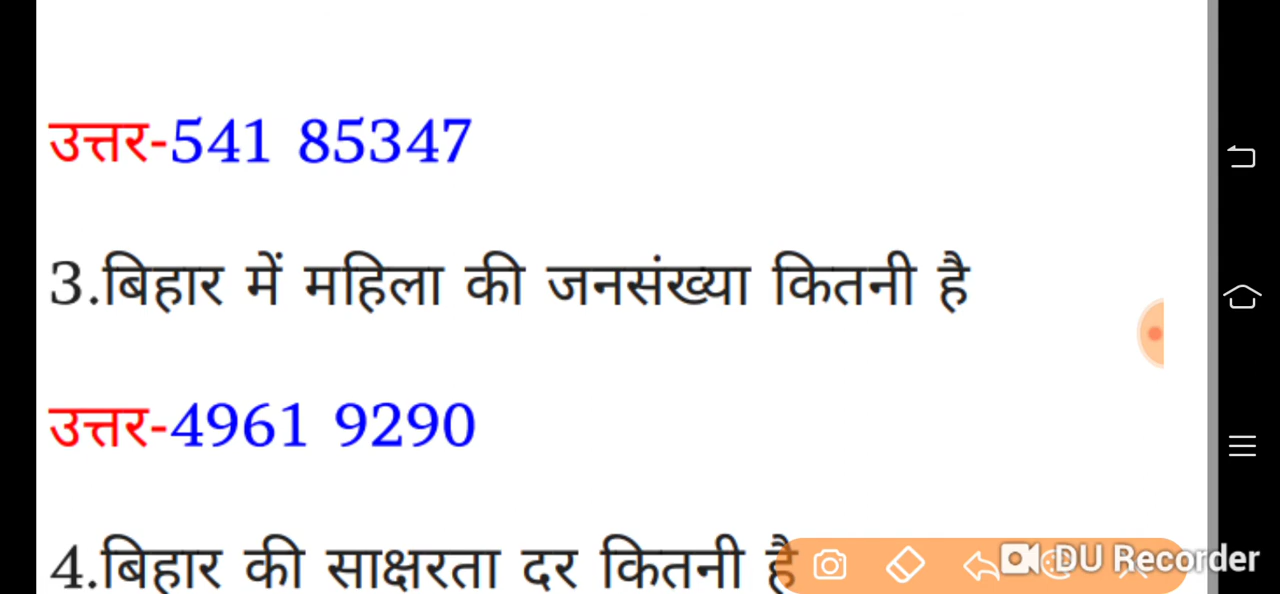 उत्तर-541 85347
3.बिहार में महिला की जनसंख्या कितनी है
उत्तर-4961 9290
4.बिहार की साक्षरता दर कितनी है
DU Recorder